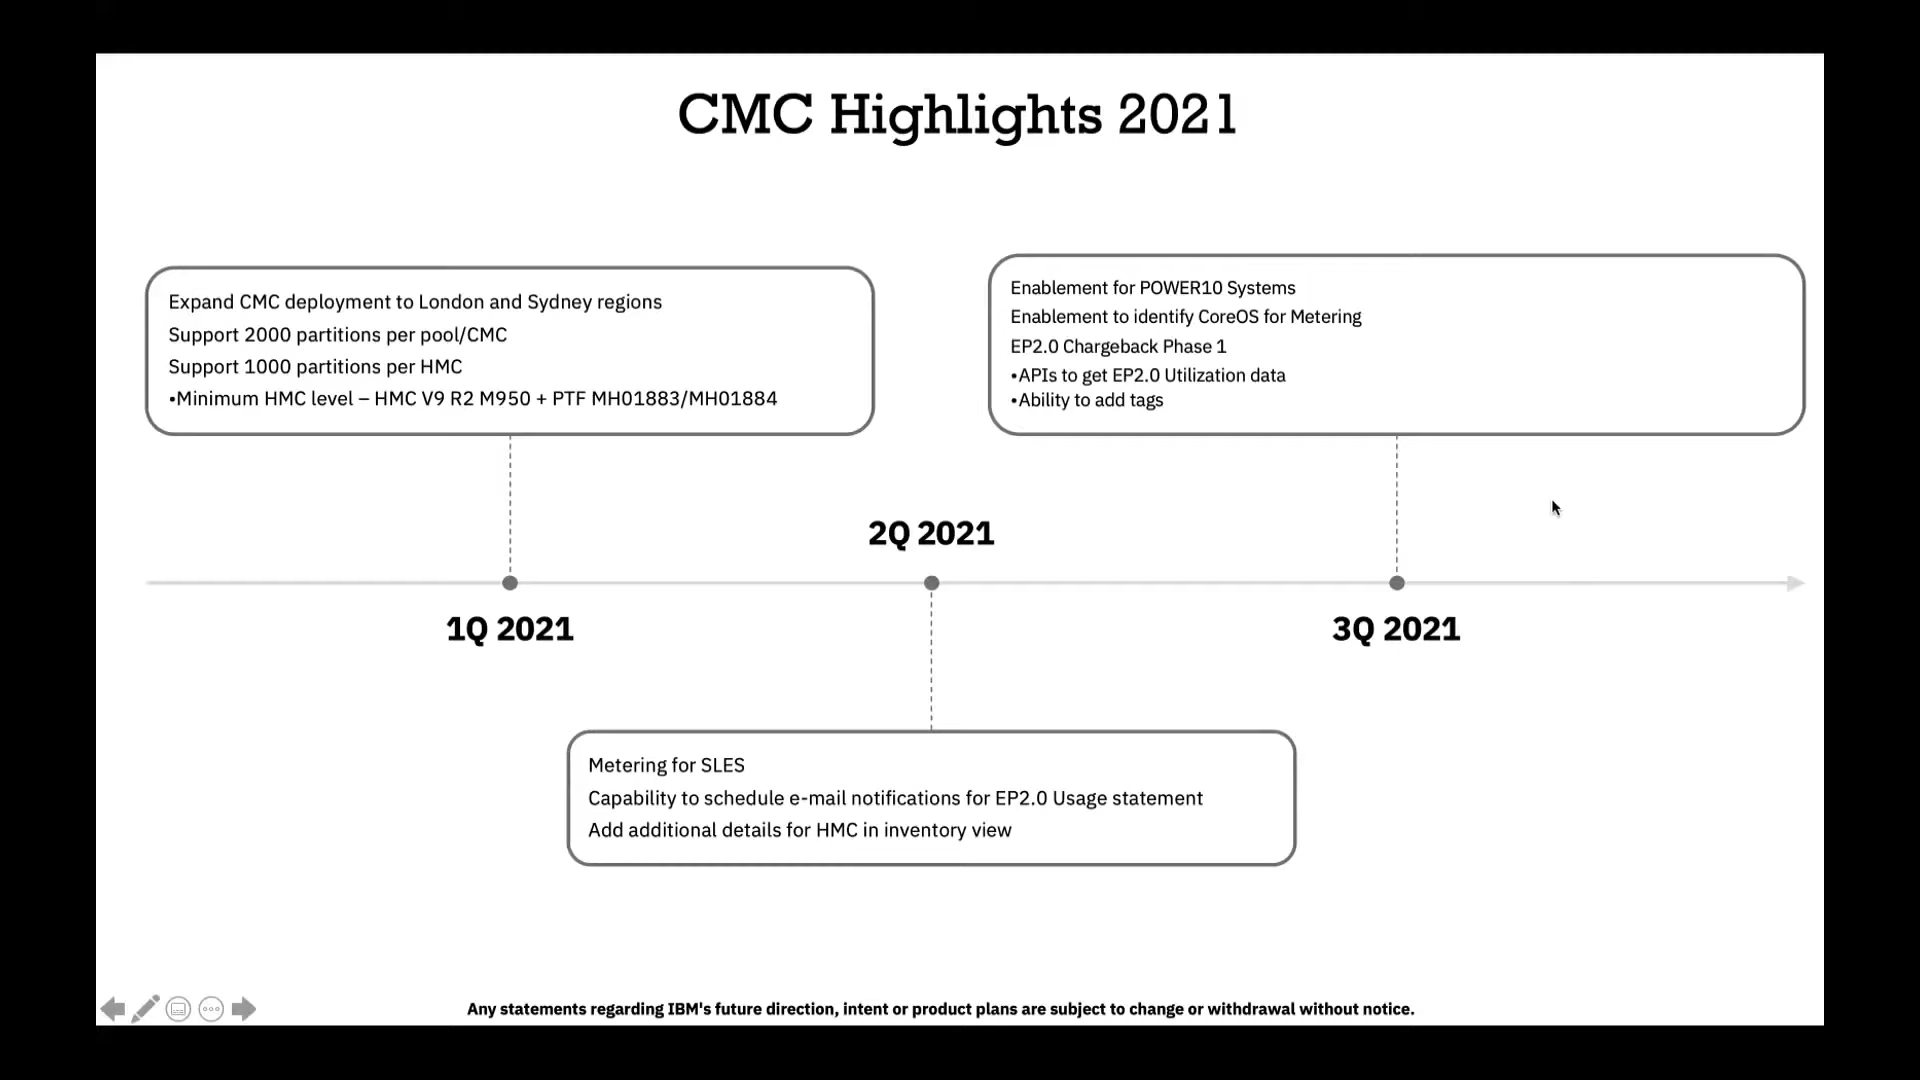 CMC Highlights 2021
Expand CMC deployment to London and Sydney regions
Support 2000 partitions per pool/CMC
Support 1000 partitions per HMC
•Minimum HMC level – HMC V9 R2 M950 + PTF MH01883/MH01884
Enablement for POWER10 Systems
Enablement to identify CoreOS for Metering
EP2.0 Chargeback Phase 1
•APIs to get EP2.0 Utilization data
•Ability to add tags
2Q 2021
1Q 2021
3Q 2021
Metering for SLES
Capability to schedule e-mail notifications for EP2.0 Usage statement
Add additional details for HMC in inventory view
Any statements regarding IBM's future direction, intent or product plans are subject to change or withdrawal without notice.